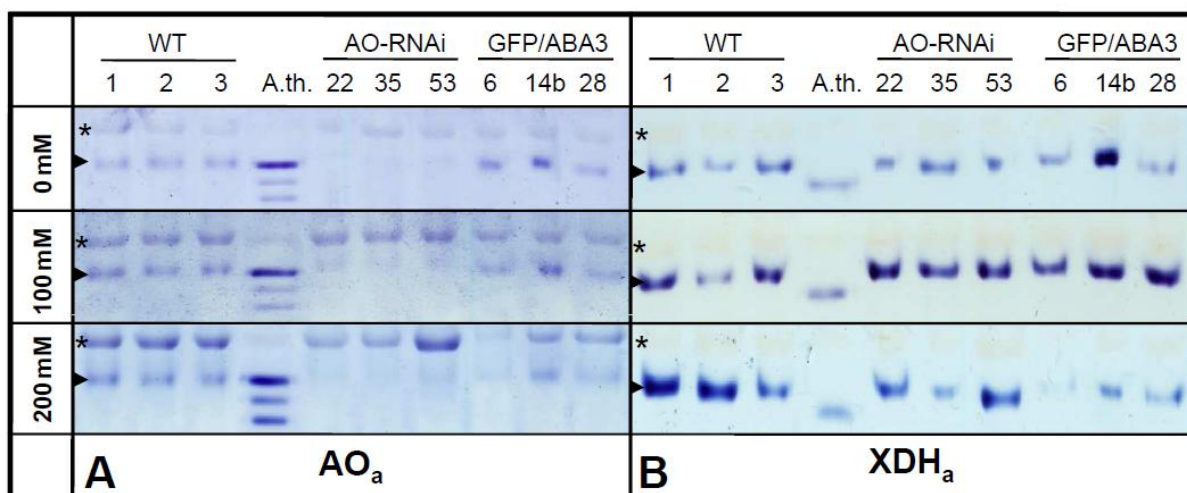 WT AO-RNAi GFP/ABA3 WT AO-RNAi GFP/ABA3
1 2 3 A.th. 22 35 53 6 14b 28 1 2 3 A.th. 22 35 53 6 14b 28
0 mM * *
100 mM * *
200 mM * *
A AOa B XDHa